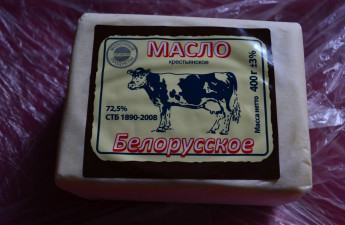 МАСЛО
крестьянское
72,5%
СТБ 1890-2008
Белорусское
Масса нетто
400 г ±3%